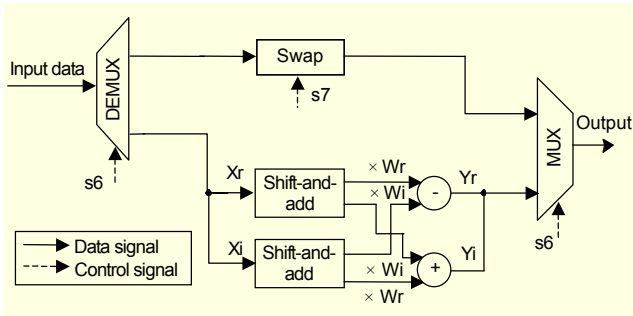 Input data
DEMUX
s6
Swap
s7
MUX
Output
s6
Xr
Shift-and-
add
× Wr
× Wi
-
Yr
Xi
Shift-and-
add
× Wi
× Wr
+
Yi
Data signal
Control signal